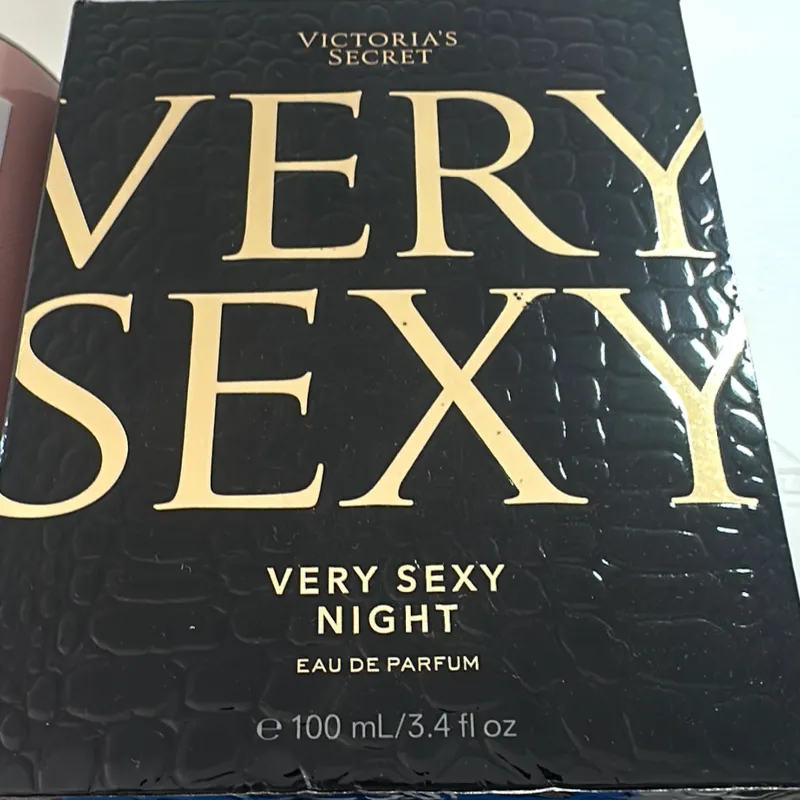 VICTORIA'S
SECRET
VERY
SEXY
VERY SEXY
NIGHT
EAU DE PARFUM
℮ 100 mL/3.4 fl oz